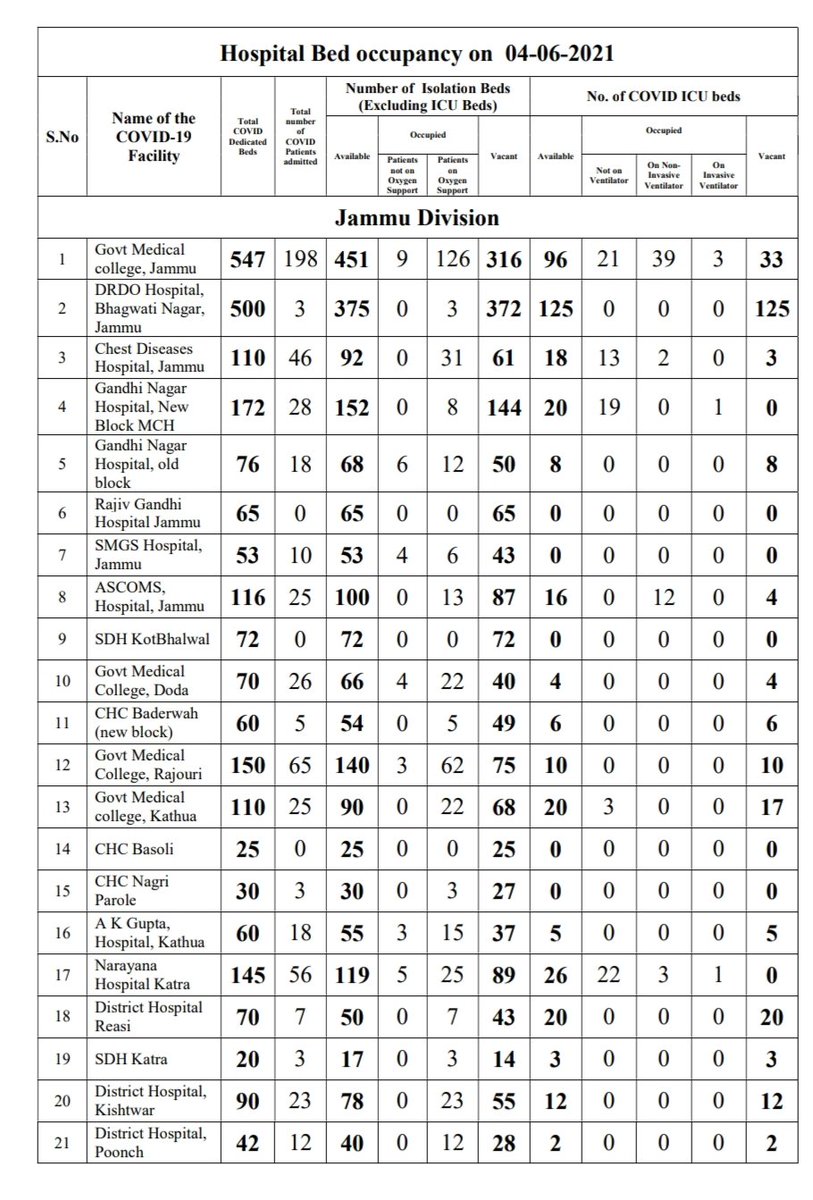 Hospital Bed occupancy on 04-06-2021
S.No
Name of the
COVID-19
Facility
Total
COVID
Dedicated
Beds
Total
number
of
COVID
Patients
admitted
Number of Isolation Beds
(Excluding ICU Beds)
Available
Occupied
Patients
not on
Oxygen
Support
Patients
on
Oxygen
Support
Vacant
No. of COVID ICU beds
Available
Occupied
Not on
Ventilator
On Non-
Invasive
Ventilator
On
Invasive
Ventilator
Vacant
Jammu Division
1 Govt Medical
college, Jammu 547 198 451 9 126 316 96 21 39 3 33
2 DRDO Hospital,
Bhagwati Nagar,
Jammu 500 3 375 0 3 372 125 0 0 0 125
3 Chest Diseases
Hospital, Jammu 110 46 92 0 31 61 18 13 2 0 3
4 Gandhi Nagar
Hospital, New
Block MCH 172 28 152 0 8 144 20 19 0 1 0
5 Gandhi Nagar
Hospital, old
block 76 18 68 6 12 50 8 0 0 0 8
6 Rajiv Gandhi
Hospital Jammu 65 0 65 0 0 65 0 0 0 0 0
7 SMGS Hospital,
Jammu 53 10 53 4 6 43 0 0 0 0 0
8 ASCOMS,
Hospital, Jammu 116 25 100 0 13 87 16 0 12 0 4
9 SDH KotBhalwal 72 0 72 0 0 72 0 0 0 0 0
10 Govt Medical
College, Doda 70 26 66 4 22 40 4 0 0 0 4
11 CHC Baderwah
(new block) 60 5 54 0 5 49 6 0 0 0 6
12 Govt Medical
College, Rajouri 150 65 140 3 62 75 10 0 0 0 10
13 Govt Medical
college, Kathua 110 25 90 0 22 68 20 3 0 0 17
14 CHC Basoli 25 0 25 0 0 25 0 0 0 0 0
15 CHC Nagri
Parole 30 3 30 0 3 27 0 0 0 0 0
16 A K Gupta,
Hospital, Kathua 60 18 55 3 15 37 5 0 0 0 5
17 Narayana
Hospital Katra 145 56 119 5 25 89 26 22 3 1 0
18 District Hospital
Reasi 70 7 50 0 7 43 20 0 0 0 20
19 SDH Katra 20 3 17 0 3 14 3 0 0 0 3
20 District Hospital,
Kishtwar 90 23 78 0 23 55 12 0 0 0 12
21 District Hospital,
Poonch 42 12 40 0 12 28 2 0 0 0 2